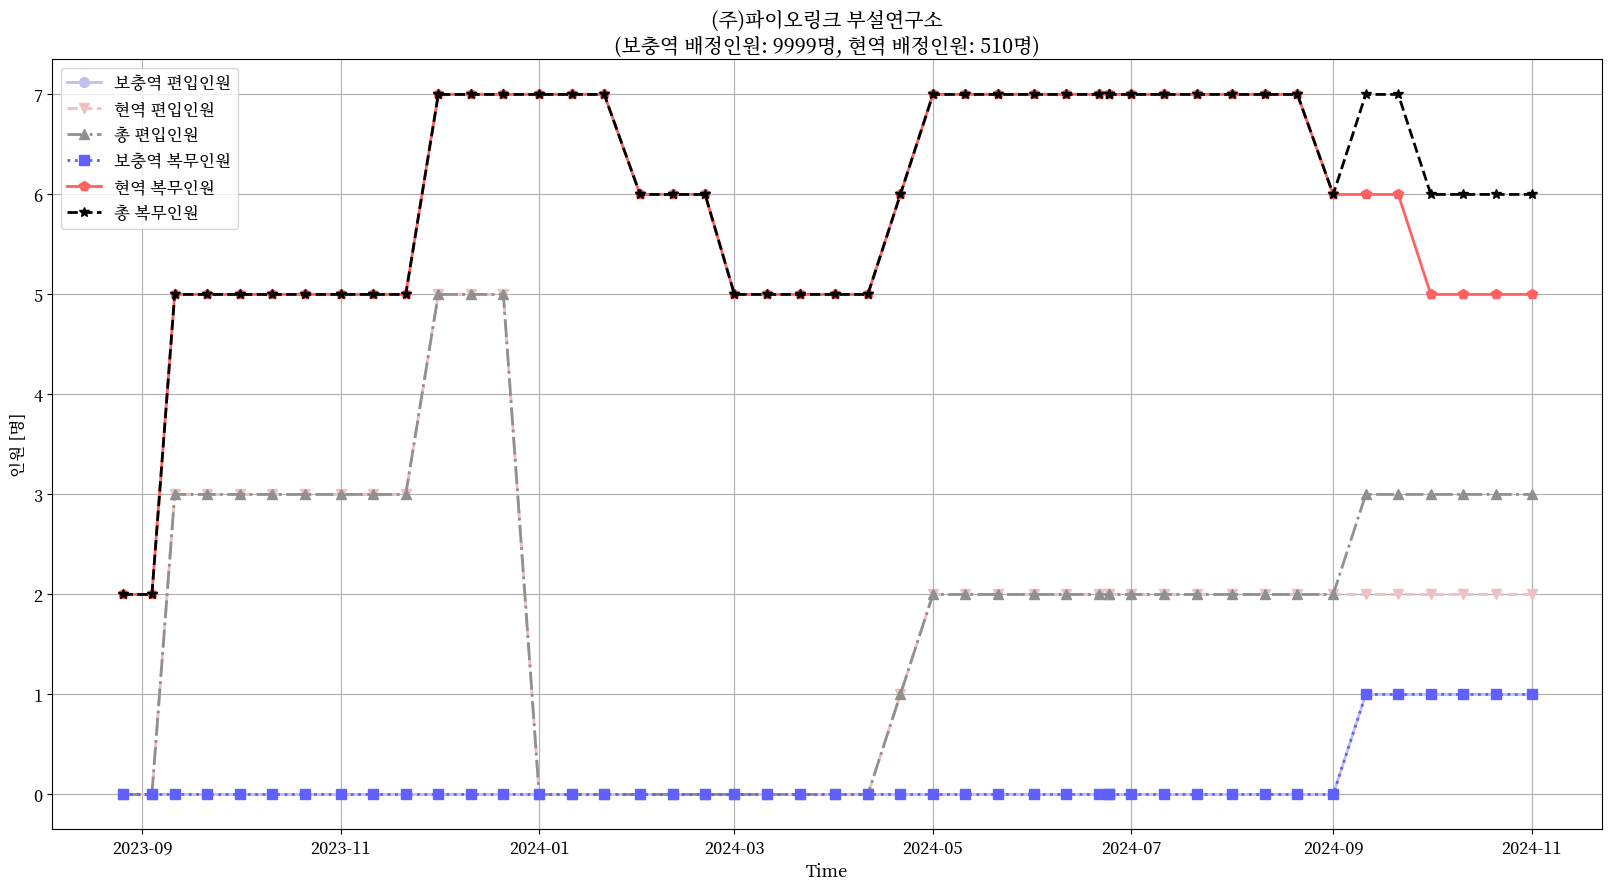 (주)파이오링크 부설연구소
(보충역 배정인원: 9999명, 현역 배정인원: 510명)
보충역 편입인원
현역 편입인원
총 편입인원
보충역 복무인원
현역 복무인원
총 복무인원
인원 [명]
7
6
5
4
3
2
1
0
2023-09 2023-11 2024-01 2024-03 2024-05 2024-07 2024-09 2024-11
Time